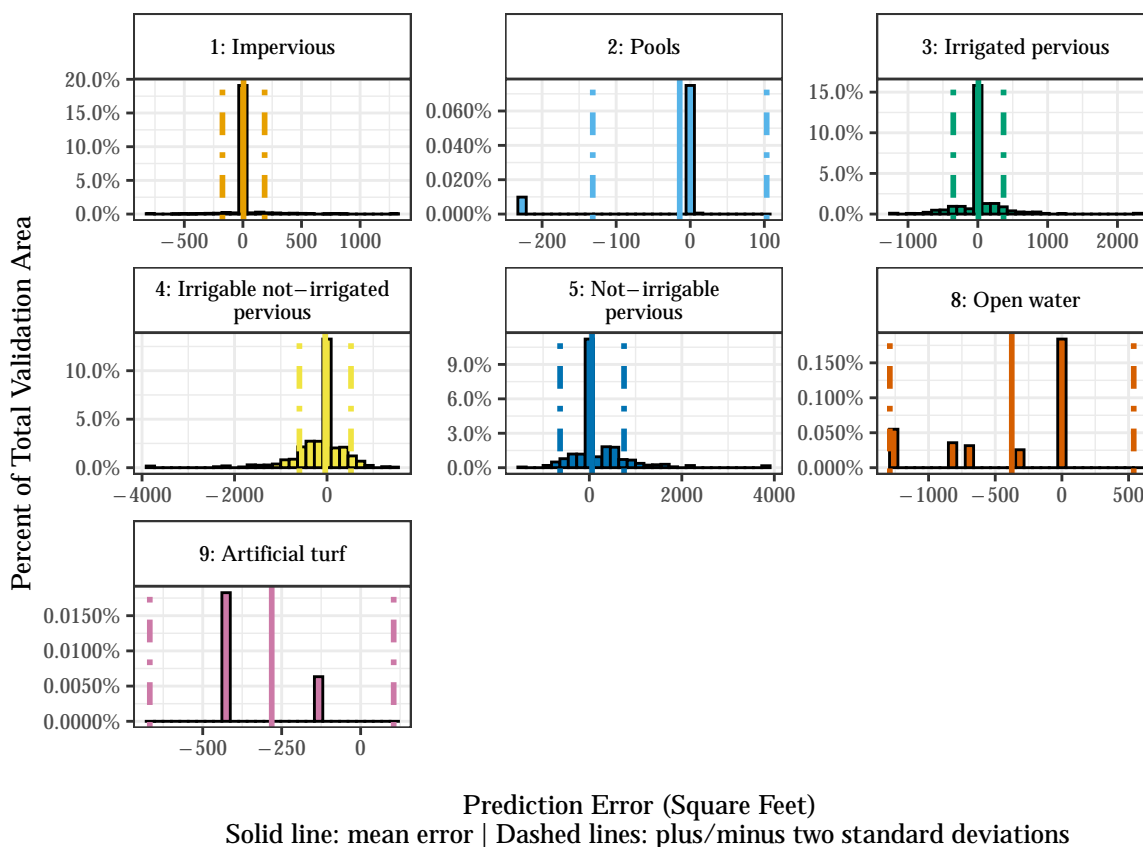 Percent of Total Validation Area
1: Impervious
20.0%
15.0%
10.0%
5.0%
0.0%
−500 0 500 1000
2: Pools
0.060%
0.040%
0.020%
0.000%
−200 −100 0 100
3: Irrigated pervious
15.0%
10.0%
5.0%
0.0%
−1000 0 1000 2000
4: Irrigable not−irrigated
pervious
10.0%
5.0%
0.0%
−4000 −2000 0
5: Not−irrigable
pervious
9.0%
6.0%
3.0%
0.0%
0 2000 4000
8: Open water
0.150%
0.100%
0.050%
0.000%
−1000 −500 0 500
9: Artificial turf
0.0150%
0.0100%
0.0050%
0.0000%
−500 −250 0
Prediction Error (Square Feet)
Solid line: mean error | Dashed lines: plus/minus two standard deviations